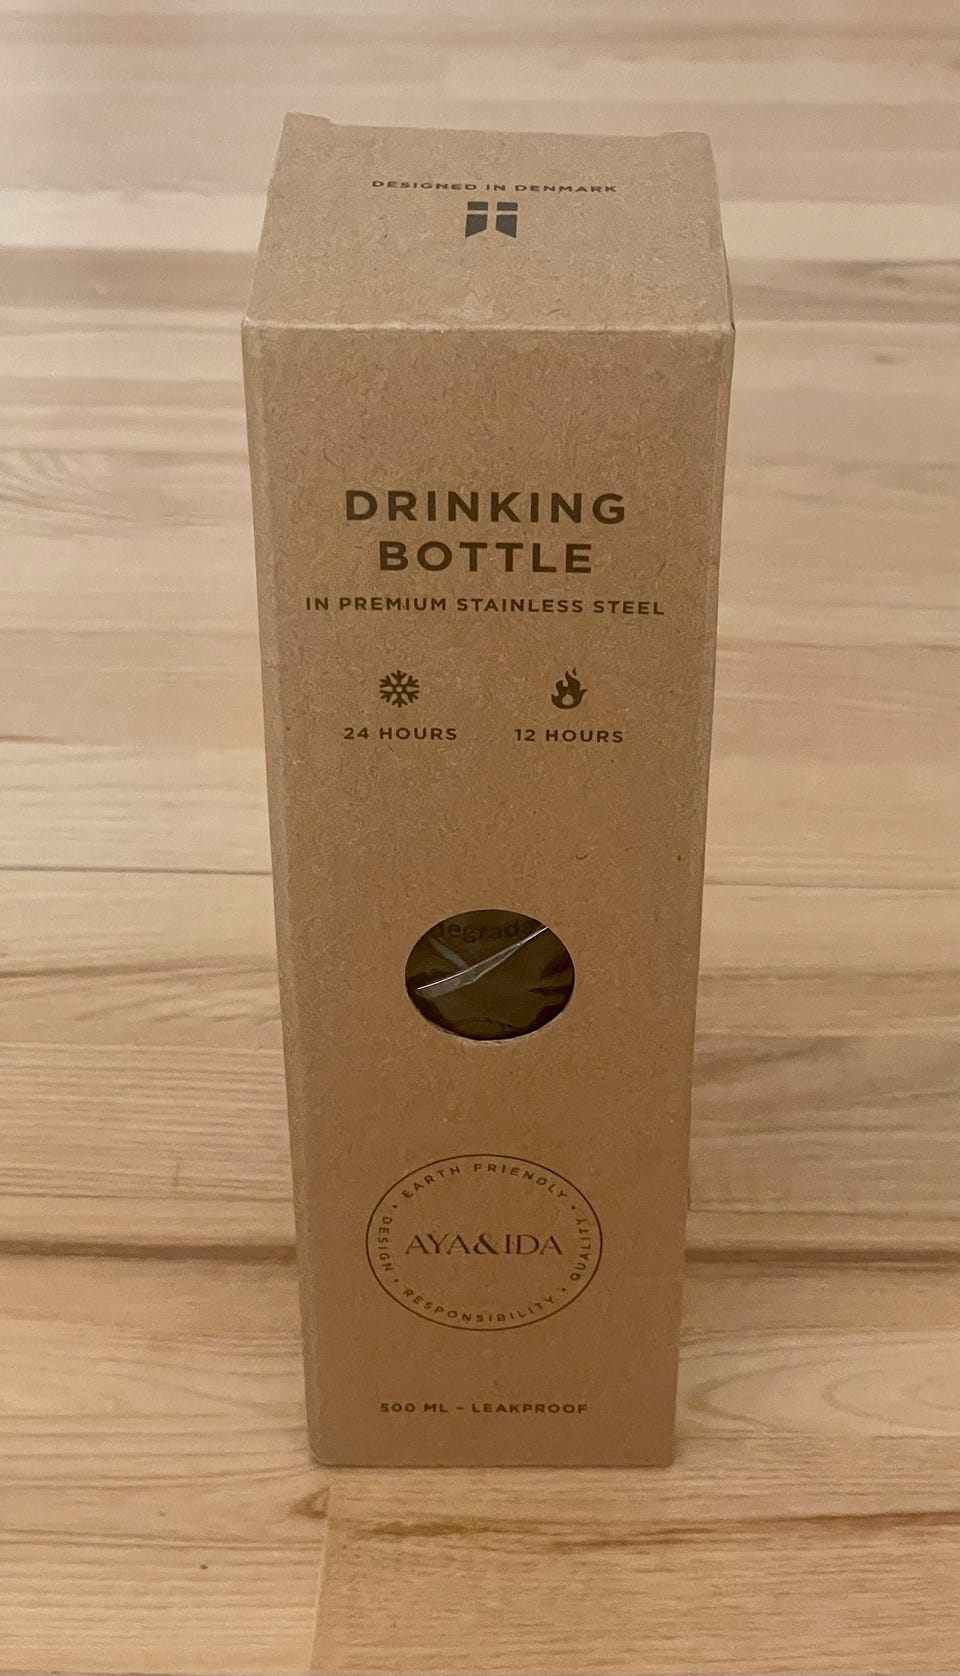 DESIGNED IN DENMARK
DRINKING
BOTTLE
IN PREMIUM STAINLESS STEEL
24 HOURS 12 HOURS
EARTH FRIENDLY • QUALITY • RESPONSIBILITY • DESIGN •
AYA&IDA
500 ML – LEAKPROOF